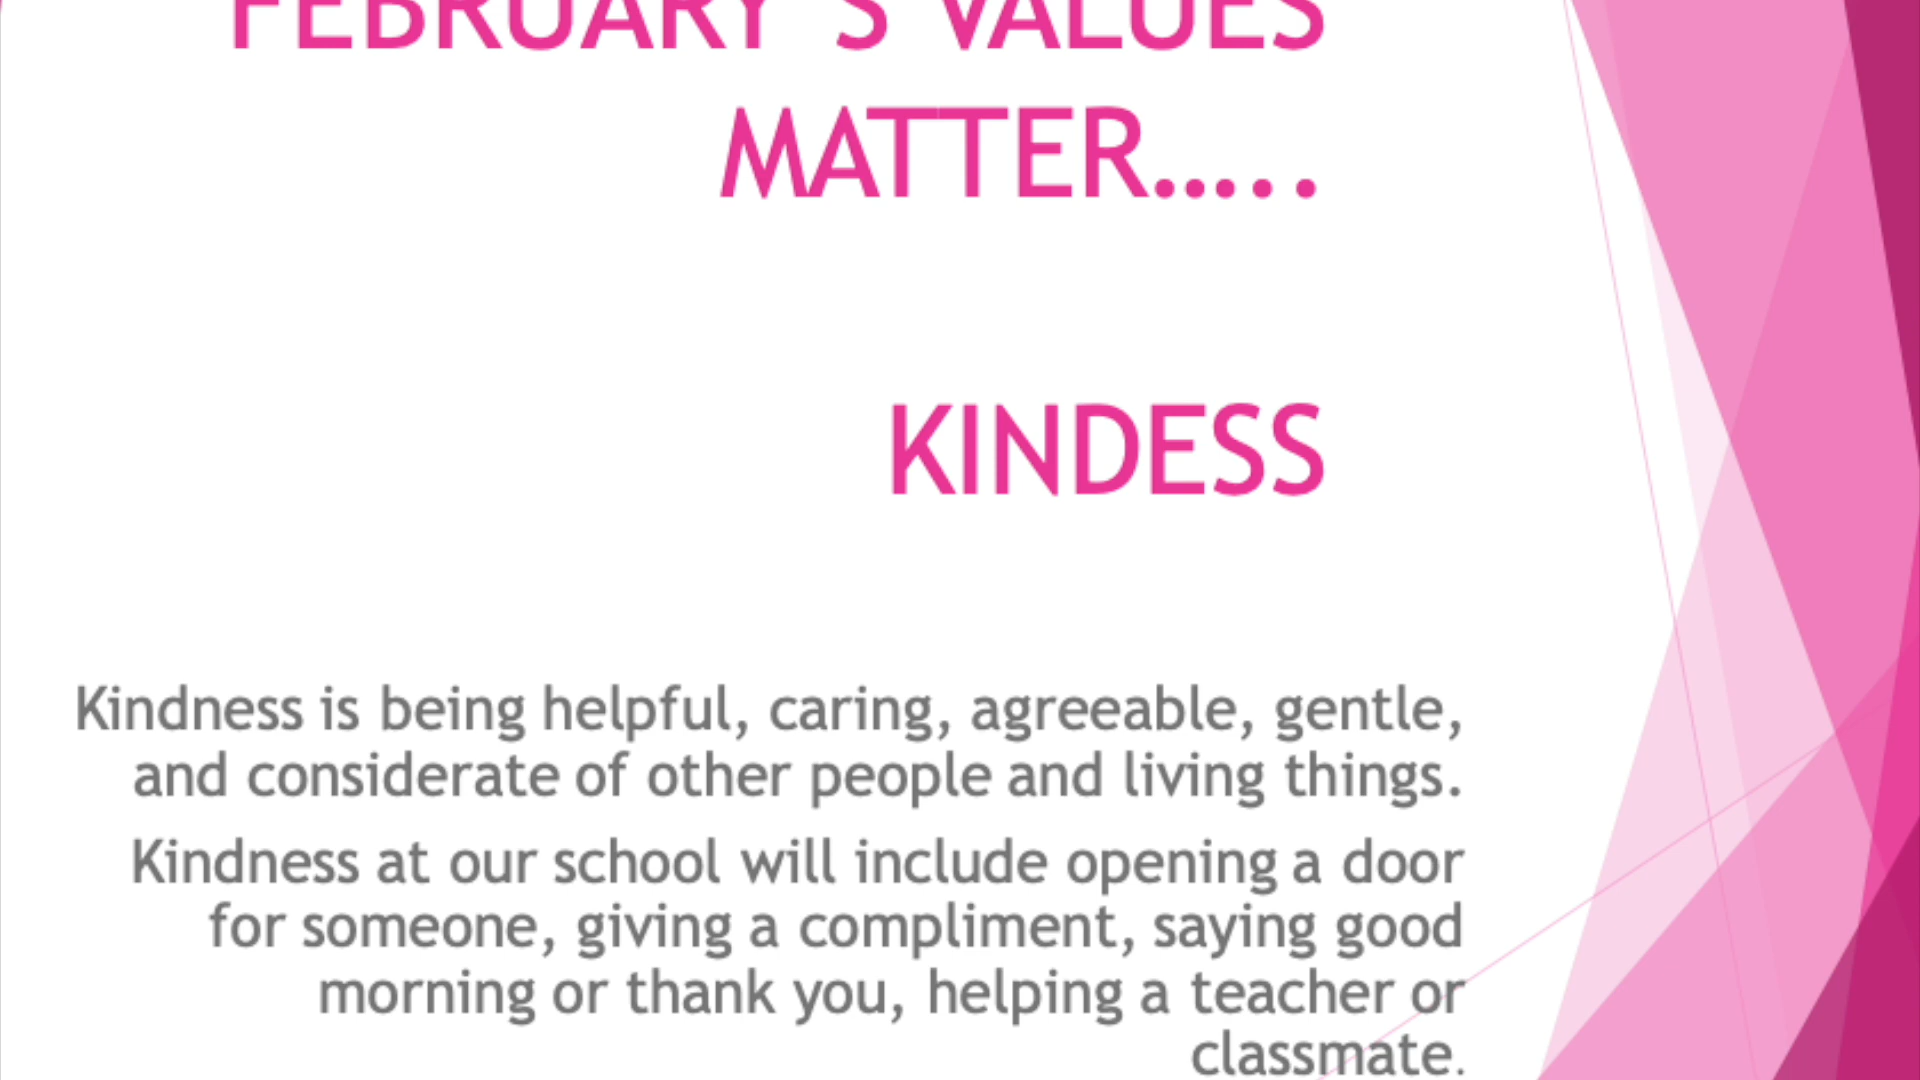 FEBRUARY'S VALUES
MATTER…..
KINDESS
Kindness is being helpful, caring, agreeable, gentle,
and considerate of other people and living things.
Kindness at our school will include opening a door
for someone, giving a compliment, saying good
morning or thank you, helping a teacher or
classmate.